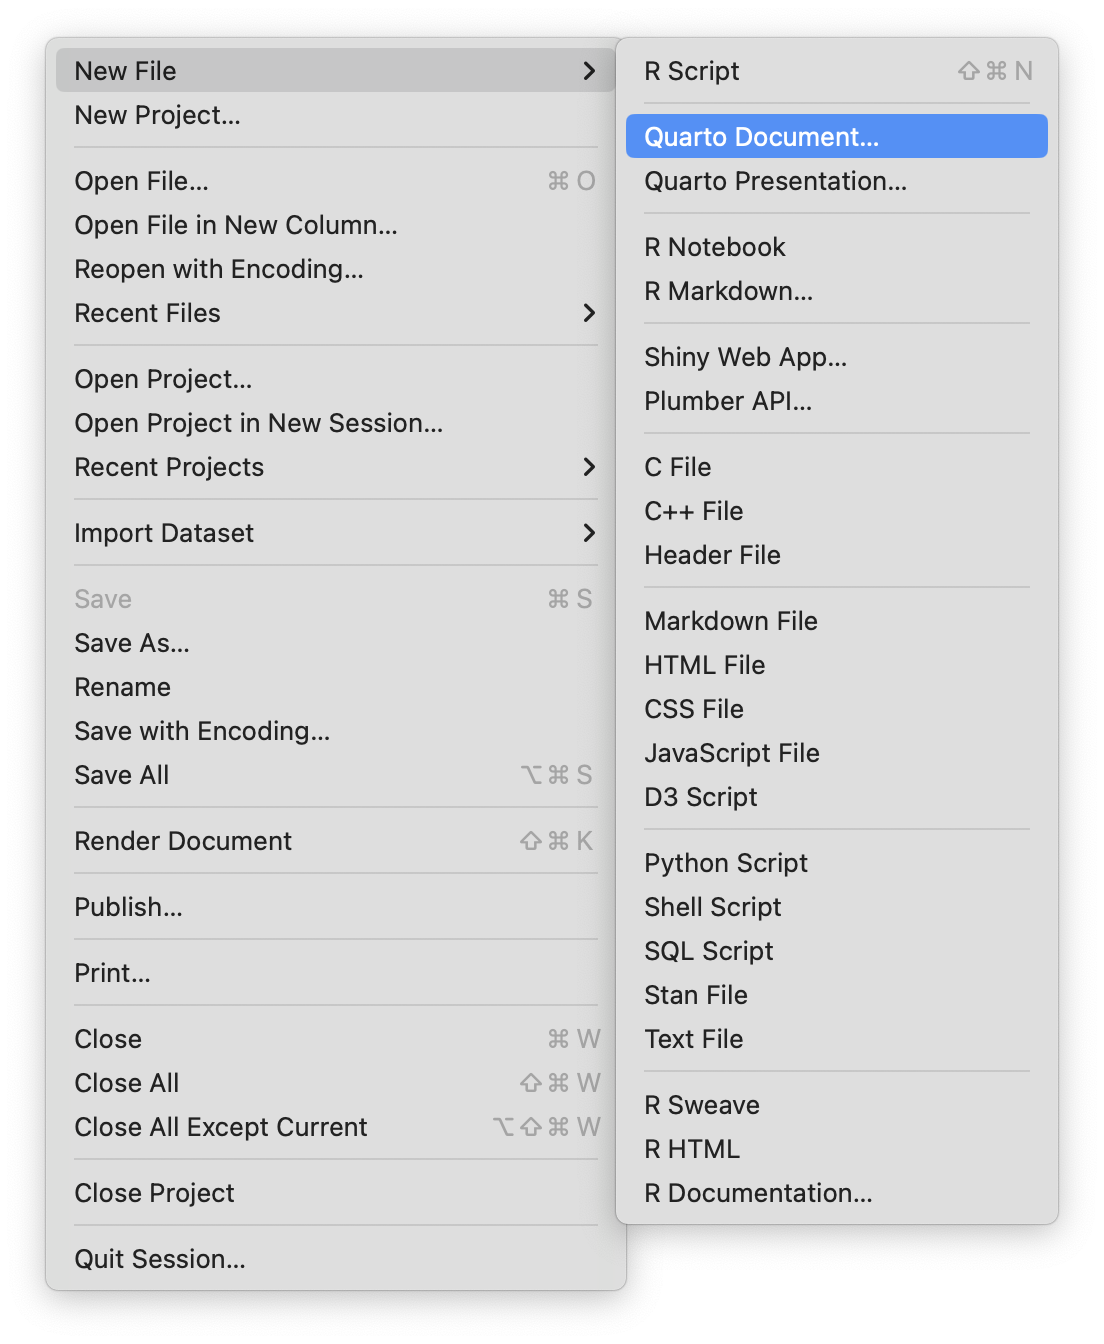 New File
New Project...
Open File... ⌘ O
Open File in New Column...
Reopen with Encoding...
Recent Files
Open Project...
Open Project in New Session...
Recent Projects
Import Dataset
Save ⌘ S
Save As...
Rename
Save with Encoding...
Save All ⌥ ⌘ S
Render Document ⇧ ⌘ K
Publish...
Print...
Close ⌘ W
Close All ⇧ ⌘ W
Close All Except Current ⌥ ⇧ ⌘ W
Close Project
Quit Session...
R Script ⇧ ⌘ N
Quarto Document...
Quarto Presentation...
R Notebook
R Markdown...
Shiny Web App...
Plumber API...
C File
C++ File
Header File
Markdown File
HTML File
CSS File
JavaScript File
D3 Script
Python Script
Shell Script
SQL Script
Stan File
Text File
R Sweave
R HTML
R Documentation...